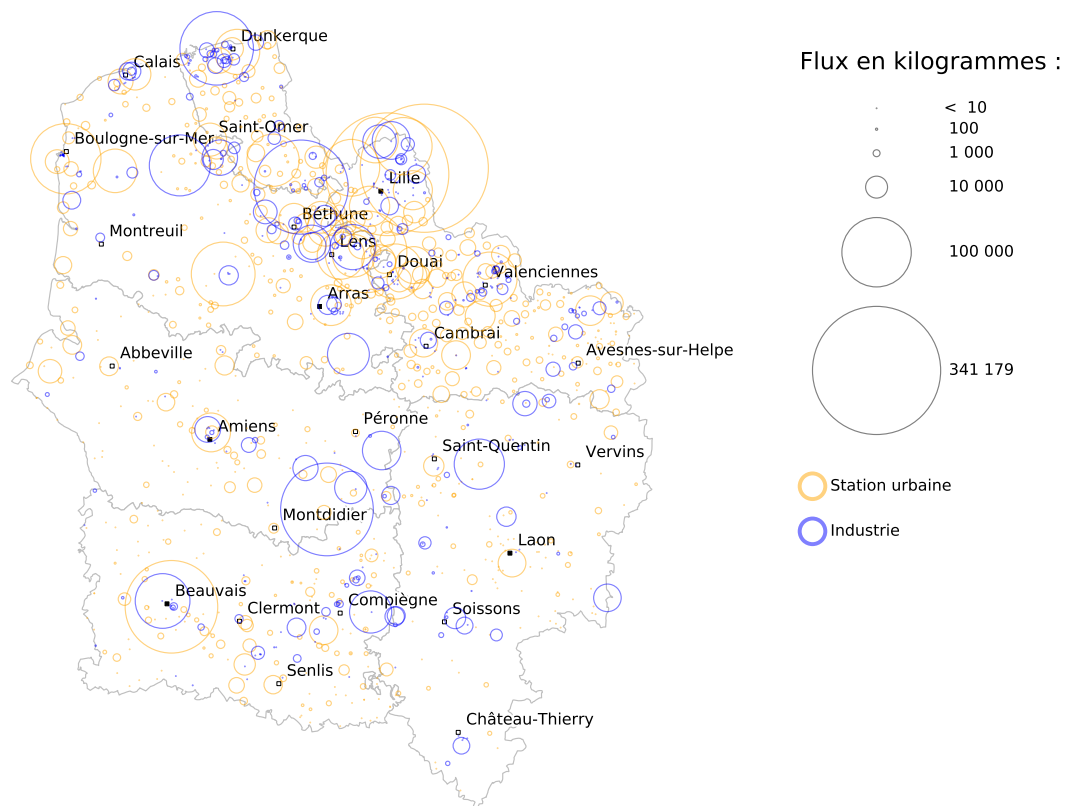 Dunkerque
Calais
Flux en kilogrammes :
< 10
100
Saint-Omer
Boulogne-sur-Mer
1 000
Lille
10 000
Béthune
Montreuil
Lens
100 000
Douai
Valenciennes
Arras
Cambrai
Abbeville
Avesnes-sur-Helpe
341 179
Péronne
Amiens
Saint-Quentin
Vervins
Station urbaine
Montdidier
Industrie
Laon
Beauvais
Compiègne
Clermont
Soissons
Senlis
Château-Thierry